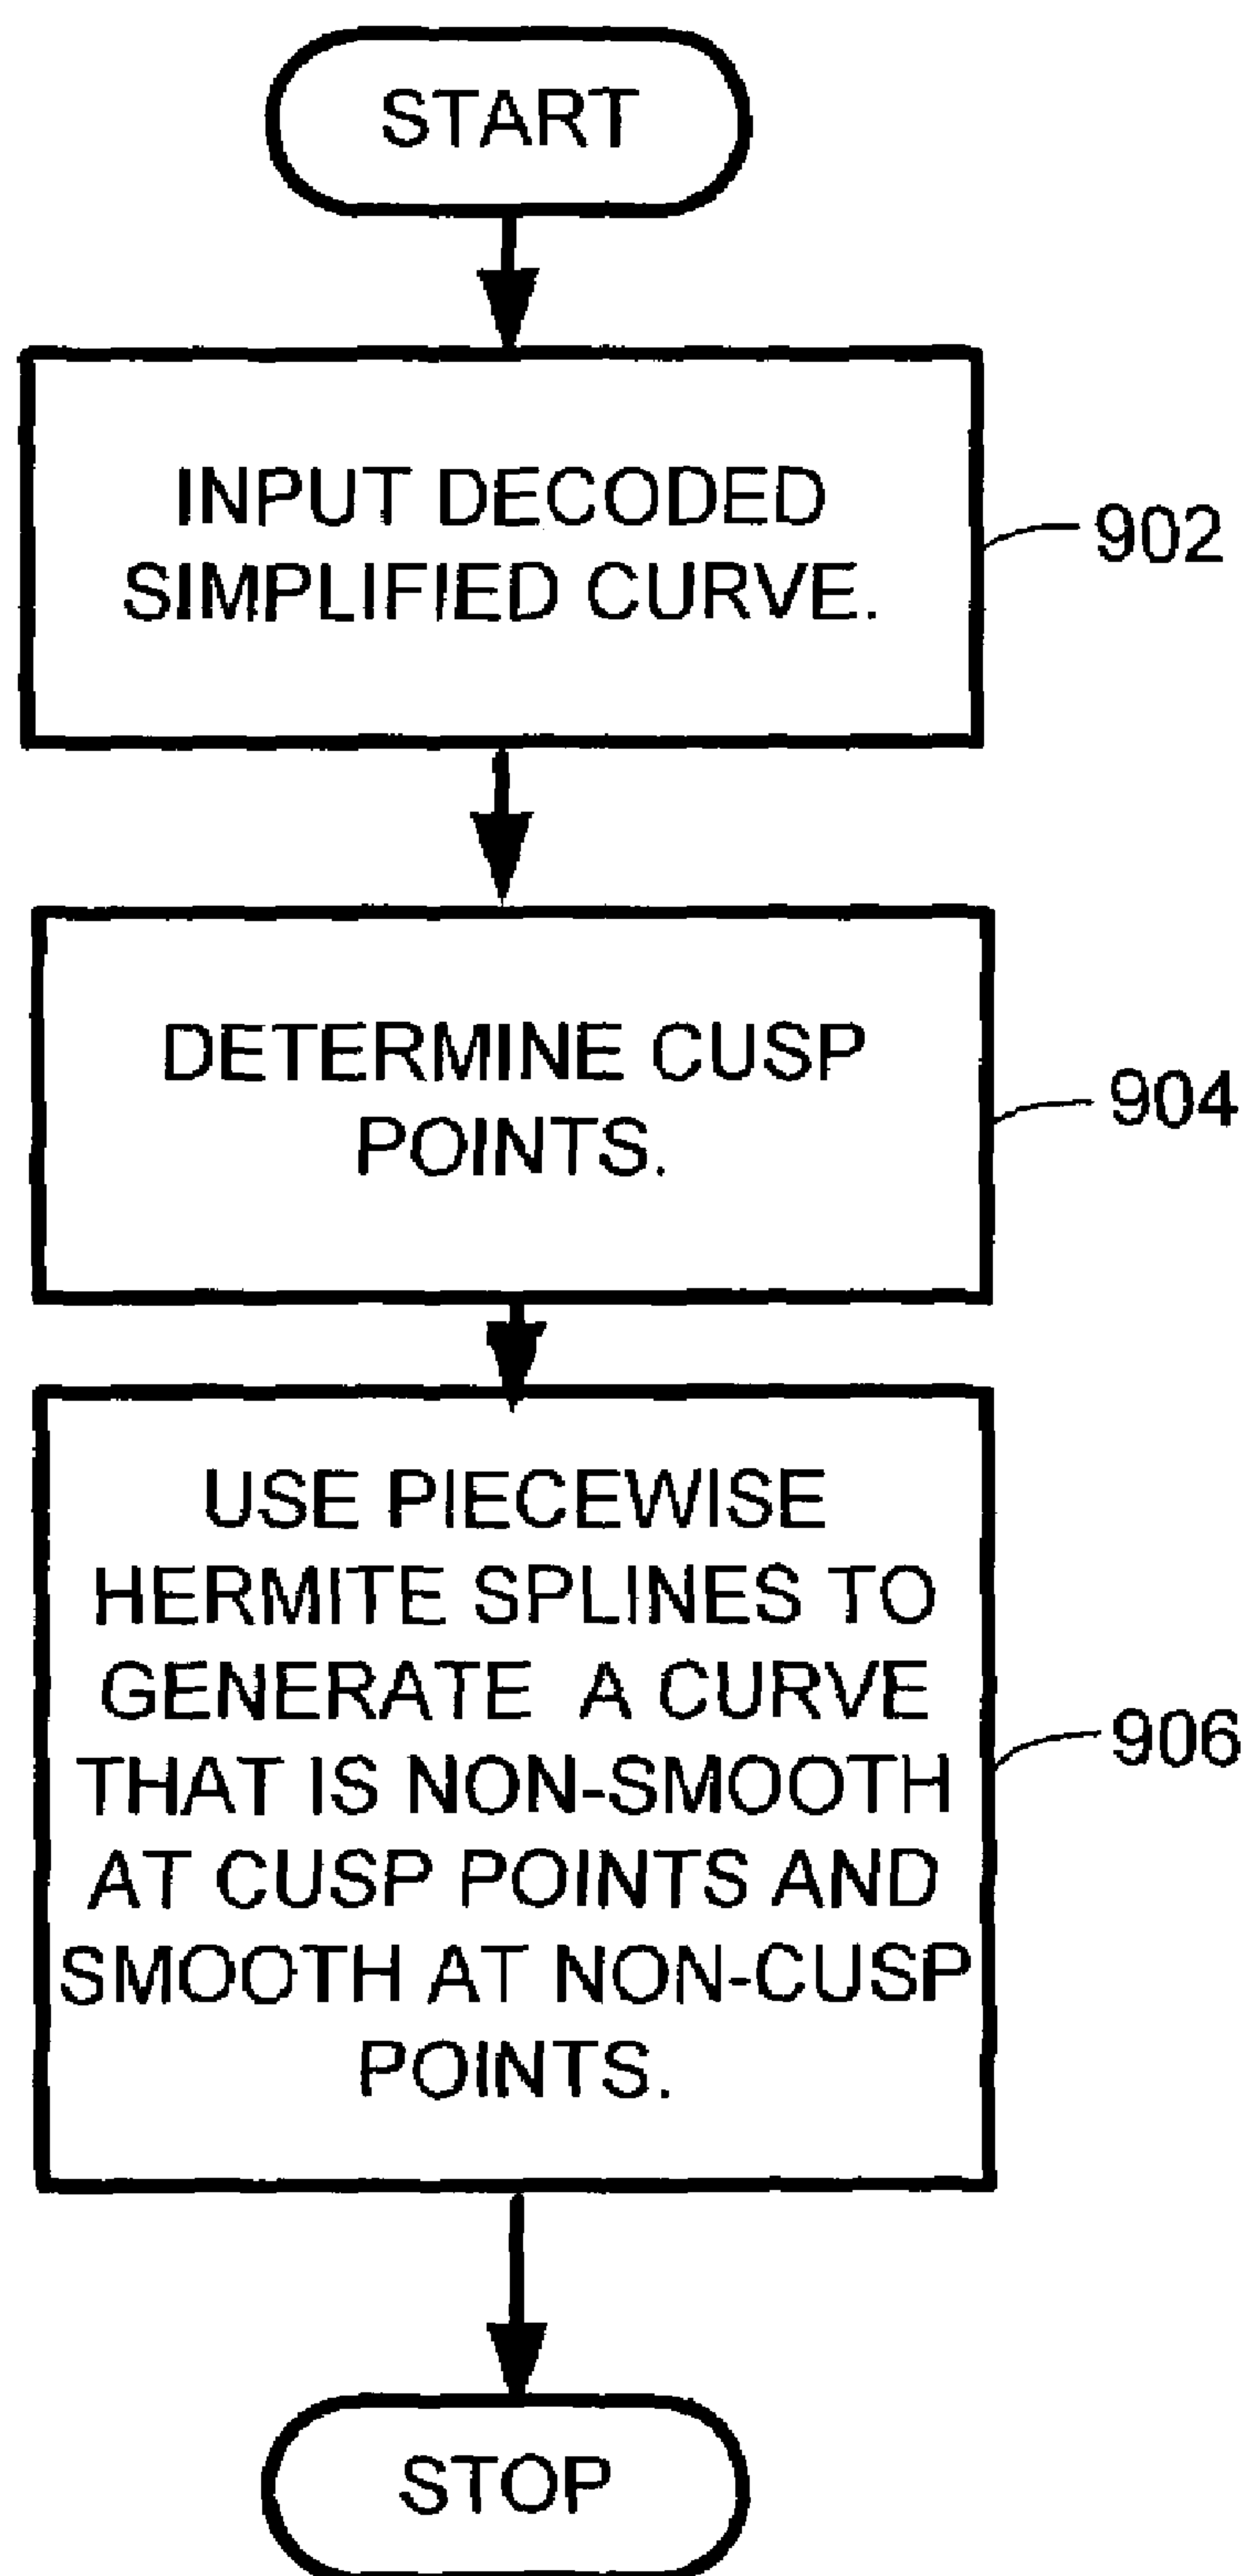 START
INPUT DECODED
SIMPLIFIED CURVE.
902
DETERMINE CUSP
POINTS.
904
USE PIECEWISE
HERMITE SPLINES TO
GENERATE A CURVE
THAT IS NON-SMOOTH
AT CUSP POINTS AND
SMOOTH AT NON-CUSP
POINTS.
906
STOP